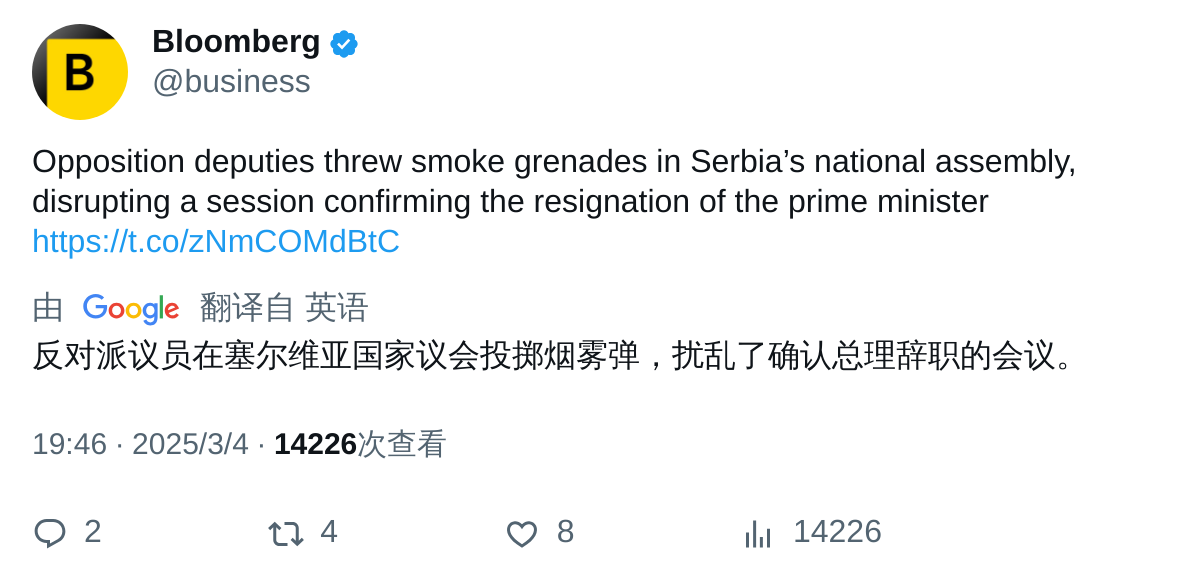 B
Bloomberg
@business
Opposition deputies threw smoke grenades in Serbia’s national assembly,
disrupting a session confirming the resignation of the prime minister
https://t.co/zNmCOMdBtC
由 Google 翻译自 英语
反对派议员在塞尔维亚国家议会投掷烟雾弹，扰乱了确认总理辞职的会议。
19:46 · 2025/3/4 · 14226次查看
2 4 8 14226